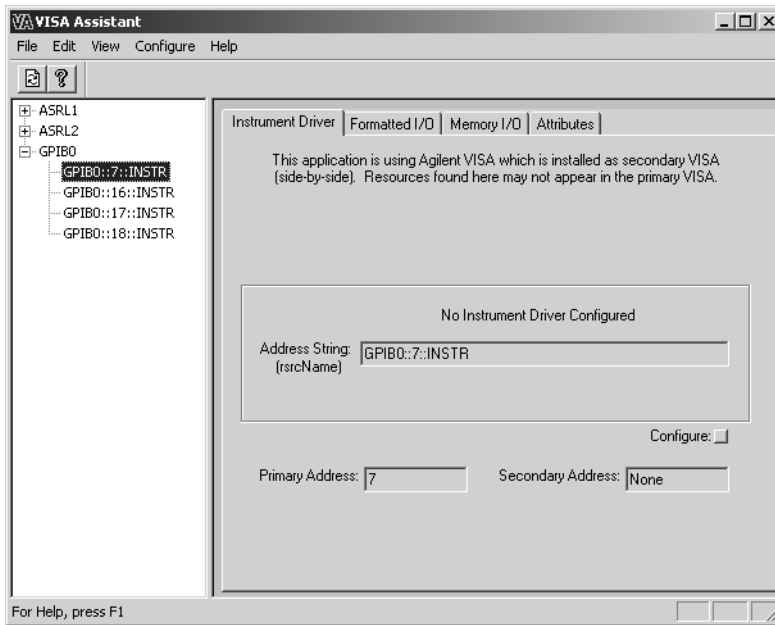 VISA Assistant
File Edit View Configure Help
ASRL1
ASRL2
GPIB0
GPIB0::7::INSTR
GPIB0::16::INSTR
GPIB0::17::INSTR
GPIB0::18::INSTR
Instrument Driver Formatted I/O Memory I/O Attributes
This application is using Agilent VISA which is installed as secondary VISA
(side-by-side). Resources found here may not appear in the primary VISA.
No Instrument Driver Configured
Address String: GPIB0::7::INSTR
(rsrcName)
Configure:
Primary Address: 7 Secondary Address: None
For Help, press F1